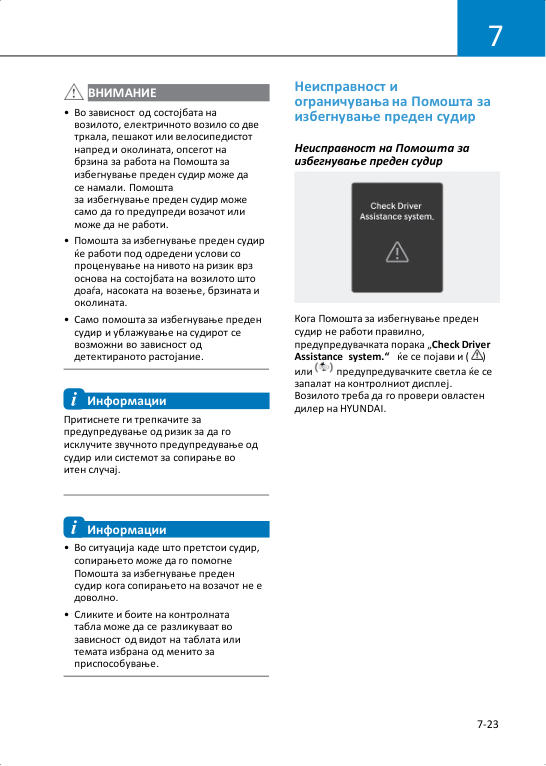 7
ВНИМАНИЕ
• Во зависност од состојбата на
возилото, електричното возило со две
тркала, пешакот или велосипедистот
напред и околината, опсегот на
брзина за работа на Помошта за
избегнување преден судир може да
се намали. Помошта
за избегнување преден судир може
само да го предупреди возачот или
може да не работи.
• Помошта за избегнување преден судир
ќе работи под одредени услови со
проценување на нивото на ризик врз
основа на состојбата на возилото што
доаѓа, насоката на возење, брзината и
околината.
• Само помошта за избегнување преден
судир и ублажување на судирот се
возможни во зависност од
детектираното растојание.
i Информации
Притиснете ги трепкачите за
предупредување од ризик за да го
исклучите звучното предупредување од
судир или системот за сопирање во
итен случај.
i Информации
• Во ситуација каде што претстои судир,
сопирањето може да го помогне
Помошта за избегнување преден
судир кога сопирањето на возачот не е
доволно.
• Сликите и боите на контролната
табла може да се разликуваат во
зависност од видот на таблата или
темата избрана од менито за
приспособување.
Неисправност и
ограничувања на Помошта за
избегнување преден судир
Неисправност на Помошта за
избегнување преден судир
Check Driver
Assistance system.
Кога Помошта за избегнување преден
судир не работи правилно,
предупредувачката порака „Check Driver
Assistance system.“ ќе се појави и ( )
или ( ) предупредувачките светла ќе се
запалат на контролниот дисплеј.
Возилото треба да го провери овластен
дилер на HYUNDAI.
7-23